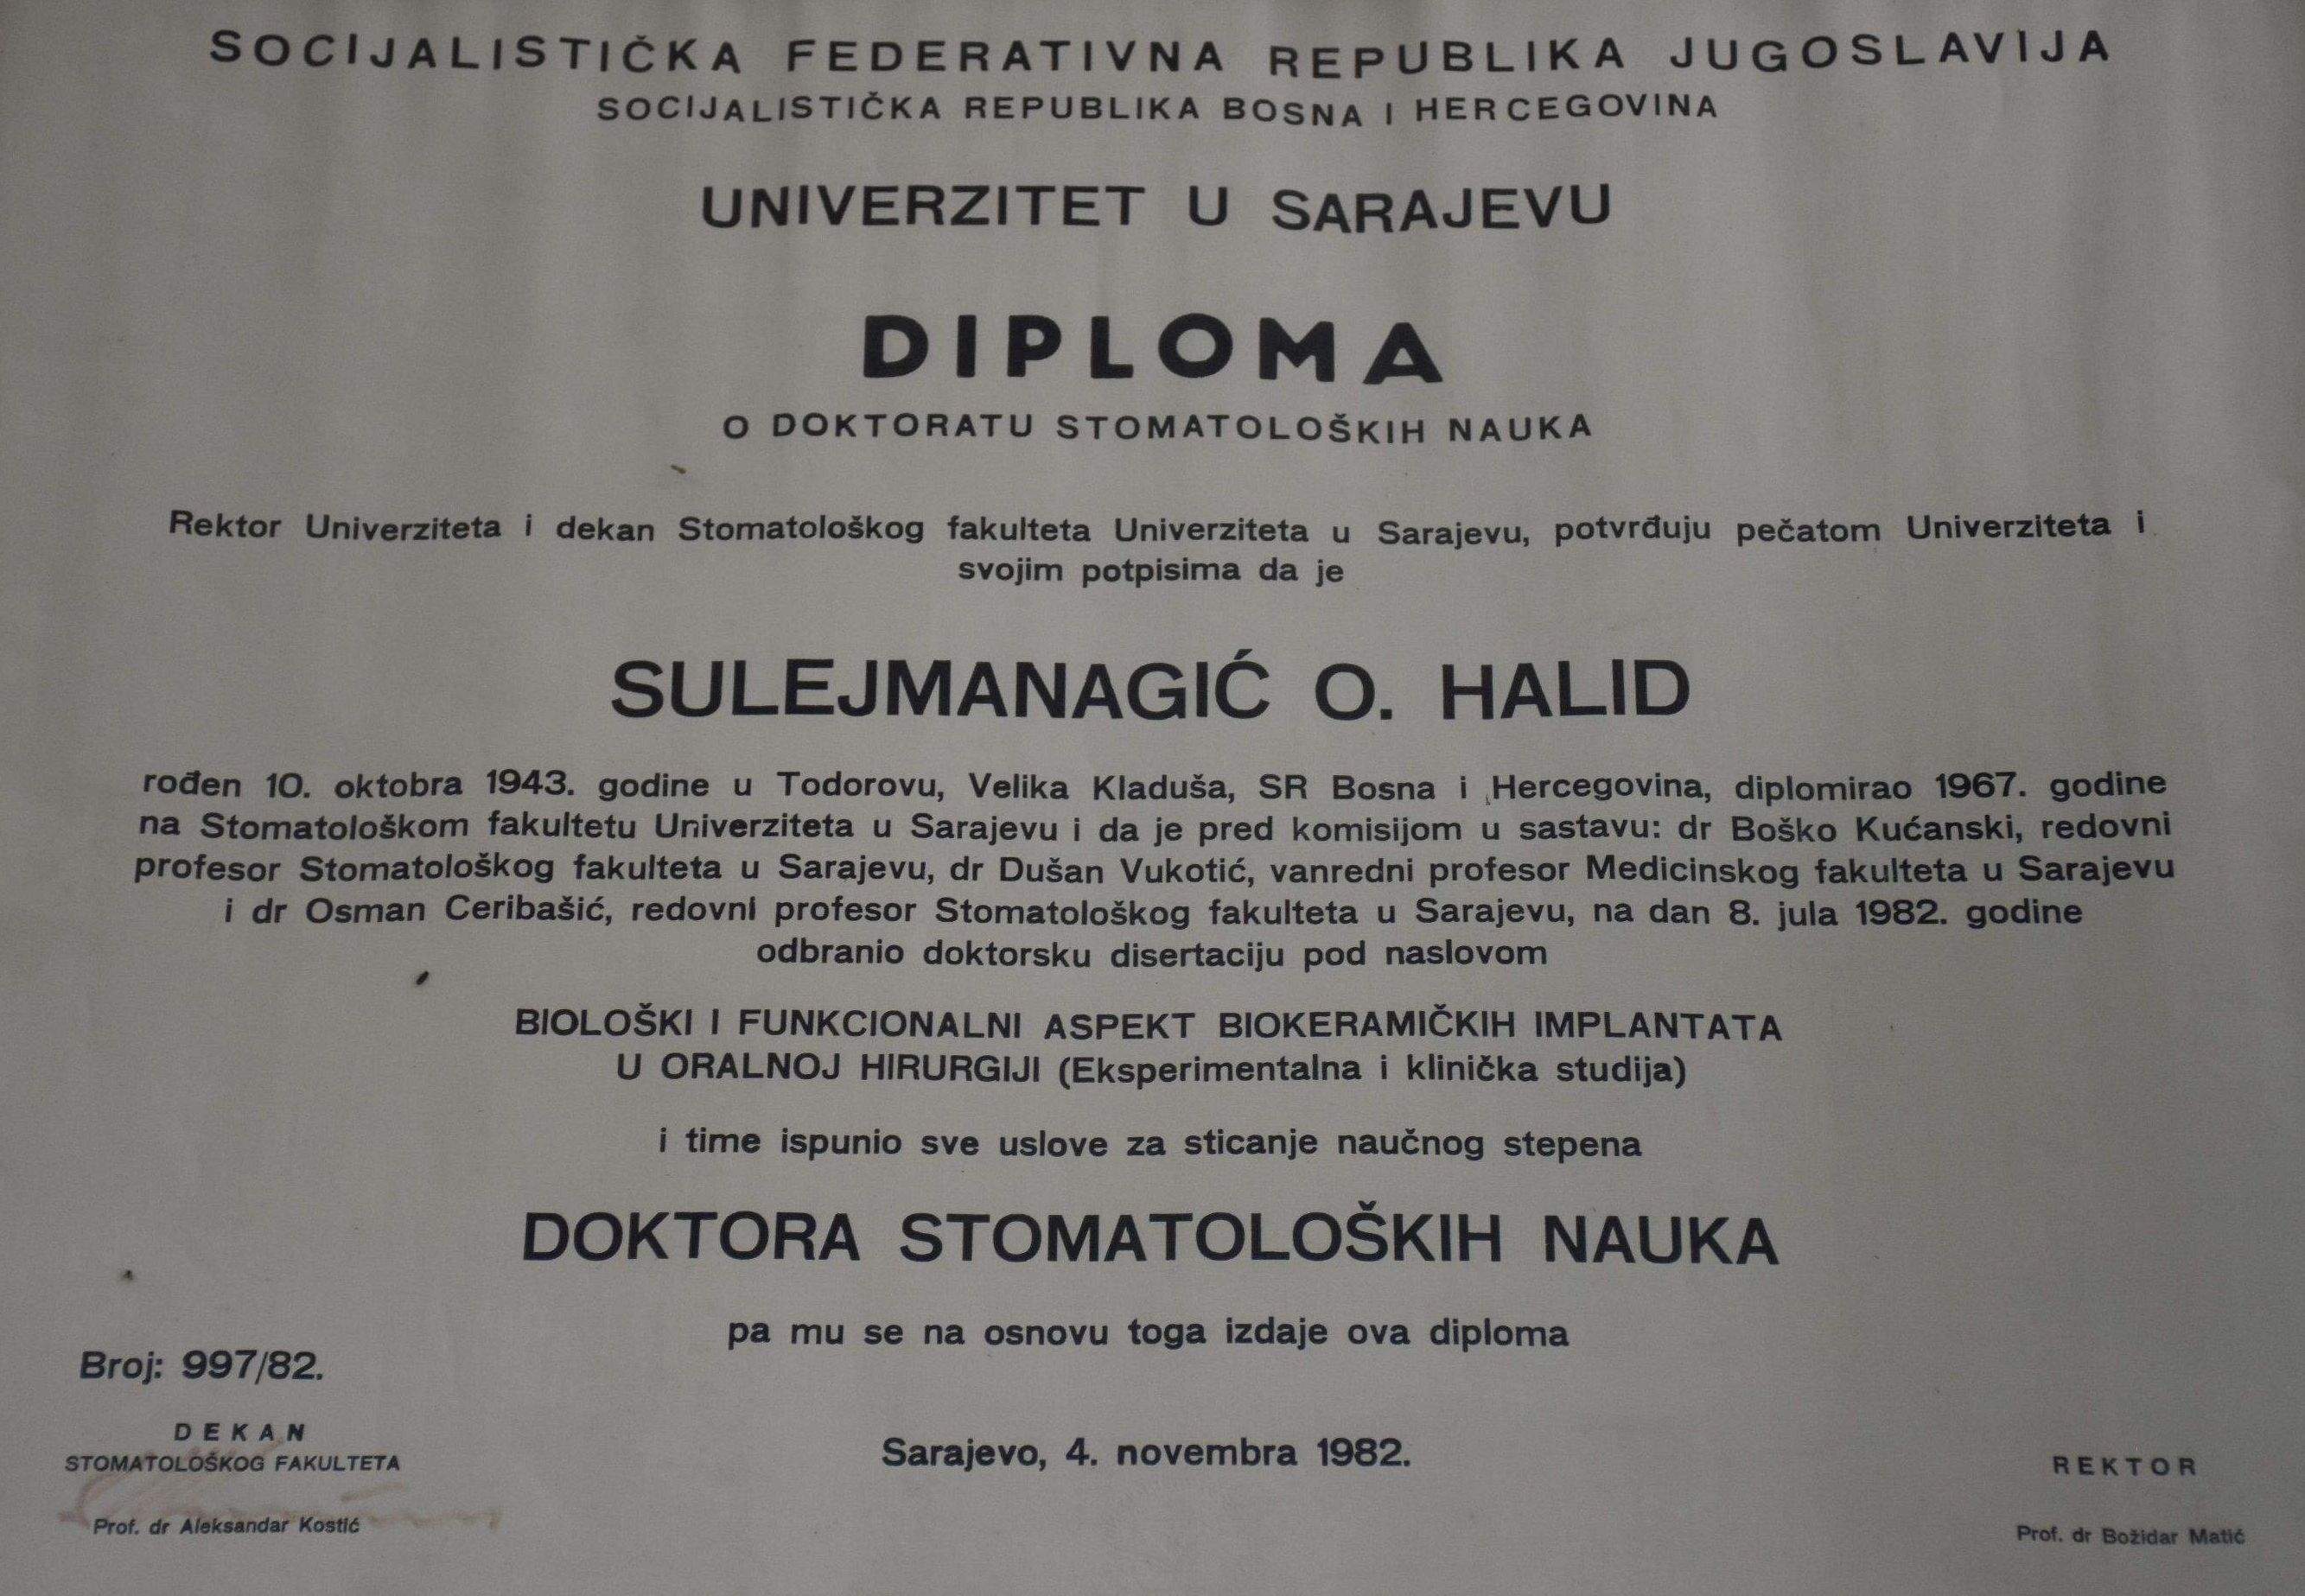 SOCIJALISTIČKA FEDERATIVNA REPUBLIKA JUGOSLAVIJA
SOCIJALISTIČKA REPUBLIKA BOSNA I HERCEGOVINA
UNIVERZITET U SARAJEVU
DIPLOMA
O DOKTORATU STOMATOLOŠKIH NAUKA
Rektor Univerziteta i dekan Stomatološkog fakulteta Univerziteta u Sarajevu, potvrđuju pečatom Univerziteta i
svojim potpisima da je
SULEJMANAGIĆ O. HALID
rođen 10. oktobra 1943. godine u Todorovu, Velika Kladuša, SR Bosna i Hercegovina, diplomirao 1967. godine
na Stomatološkom fakultetu Univerziteta u Sarajevu i da je pred komisijom u sastavu: dr Boško Kućanski, redovni
profesor Stomatološkog fakulteta u Sarajevu, dr Dušan Vukotić, vanredni profesor Medicinskog fakulteta u Sarajevu
i dr Osman Ceribašić, redovni profesor Stomatološkog fakulteta u Sarajevu, na dan 8. jula 1982. godine
odbranio doktorsku disertaciju pod naslovom
BIOLOŠKI I FUNKCIONALNI ASPEKT BIOKERAMIČKIH IMPLANTATA
U ORALNOJ HIRURGIJI (Eksperimentalna i klinička studija)
i time ispunio sve uslove za sticanje naučnog stepena
DOKTORA STOMATOLOŠKIH NAUKA
pa mu se na osnovu toga izdaje ova diploma
Broj: 997/82.
DEKAN
STOMATOLOŠKOG FAKULTETA
Prof. dr Aleksandar Kostić
Sarajevo, 4. novembra 1982.
REKTOR
Prof. dr Božidar Matić